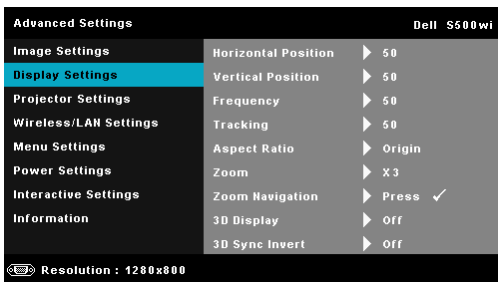 Advanced Settings Dell S500wi
Image Settings
Display Settings
Projector Settings
Wireless/LAN Settings
Menu Settings
Power Settings
Interactive Settings
Information
Horizontal Position 50
Vertical Position 50
Frequency 50
Tracking 50
Aspect Ratio Origin
Zoom X3
Zoom Navigation Press ✓
3D Display Off
3D Sync Invert Off
Resolution : 1280x800